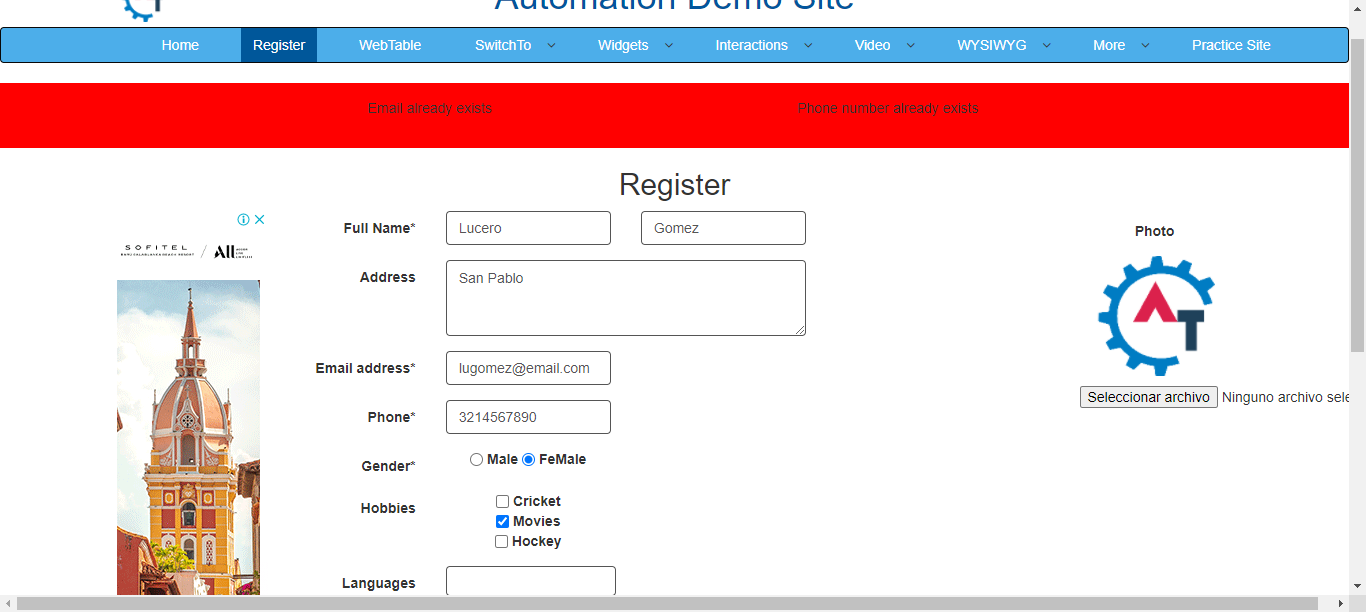 Automation Demo Site
Home Register WebTable SwitchTo Widgets Interactions Video WYSIWYG More Practice Site
Email already exists Phone number already exists
Register
Full Name* Lucero Gomez
Photo
SOFITEL / ALL
Address San Pablo
AT
Email address* lugomez@email.com
Seleccionar archivo Ninguno archivo sele
Phone* 3214567890
Gender* Male FeMale
Hobbies Cricket
Movies
Hockey
Languages